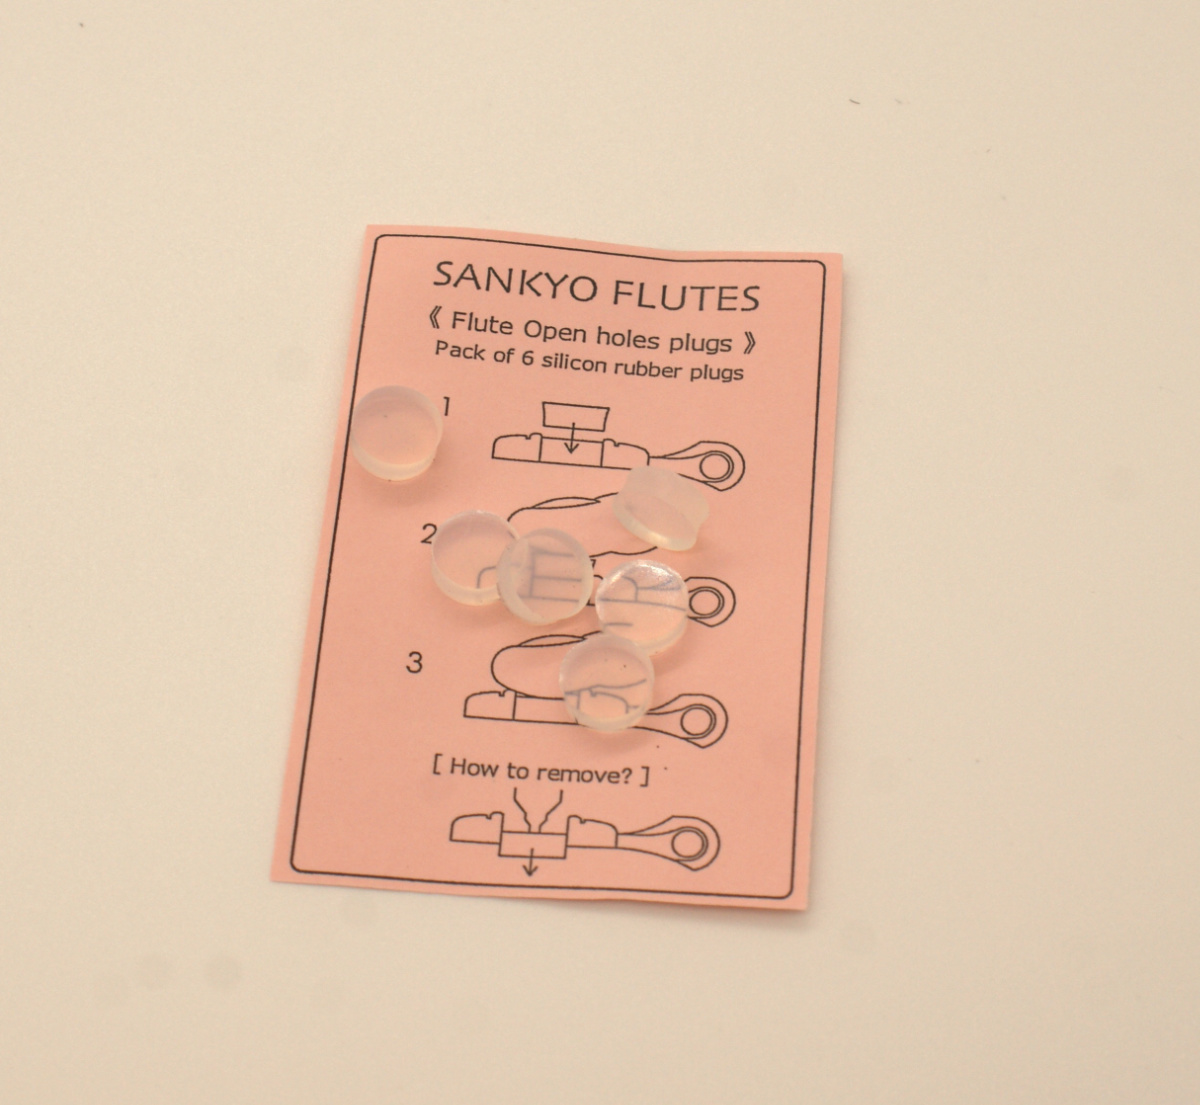 SANKYO FLUTES
《 Flute Open holes plugs 》
Pack of 6 silicon rubber plugs
1
2
3
[ How to remove? ]